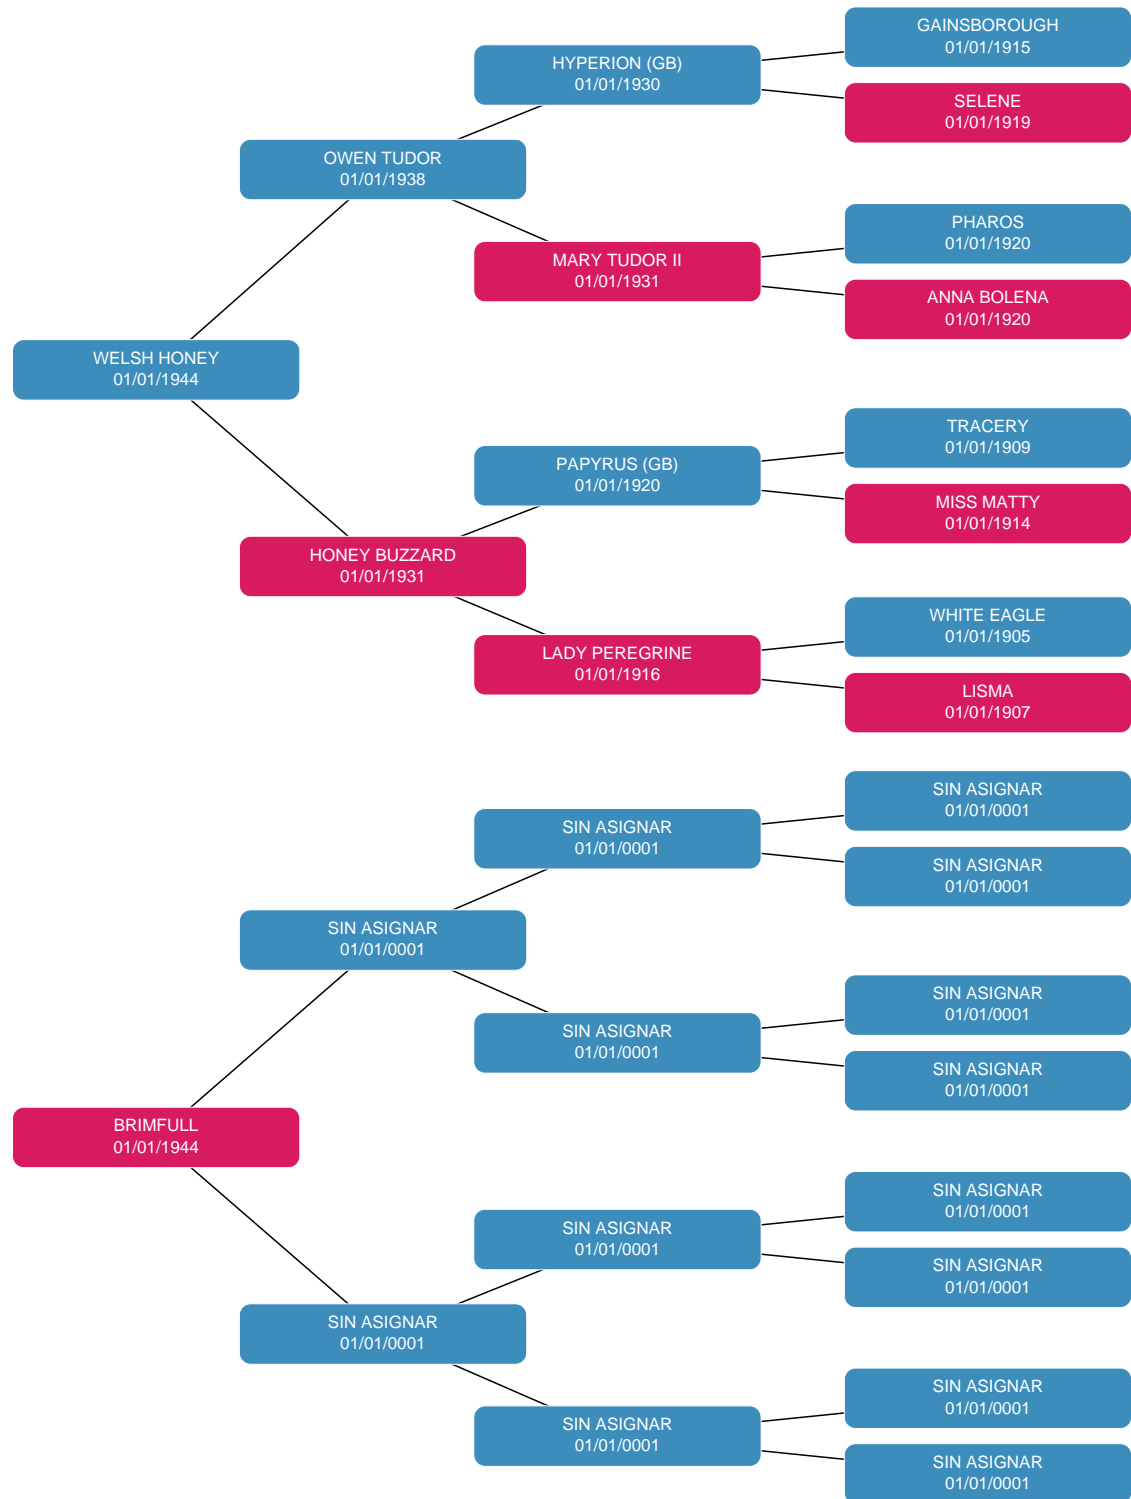 GAINSBOROUGH
01/01/1915
HYPERION (GB)
01/01/1930
SELENE
01/01/1919
OWEN TUDOR
01/01/1938
PHAROS
01/01/1920
MARY TUDOR II
01/01/1931
ANNA BOLENA
01/01/1920
WELSH HONEY
01/01/1944
TRACERY
01/01/1909
PAPYRUS (GB)
01/01/1920
MISS MATTY
01/01/1914
HONEY BUZZARD
01/01/1931
WHITE EAGLE
01/01/1905
LADY PEREGRINE
01/01/1916
LISMA
01/01/1907
SIN ASIGNAR
01/01/0001
SIN ASIGNAR
01/01/0001
SIN ASIGNAR
01/01/0001
SIN ASIGNAR
01/01/0001
SIN ASIGNAR
01/01/0001
SIN ASIGNAR
01/01/0001
SIN ASIGNAR
01/01/0001
BRIMFULL
01/01/1944
SIN ASIGNAR
01/01/0001
SIN ASIGNAR
01/01/0001
SIN ASIGNAR
01/01/0001
SIN ASIGNAR
01/01/0001
SIN ASIGNAR
01/01/0001
SIN ASIGNAR
01/01/0001
SIN ASIGNAR
01/01/0001